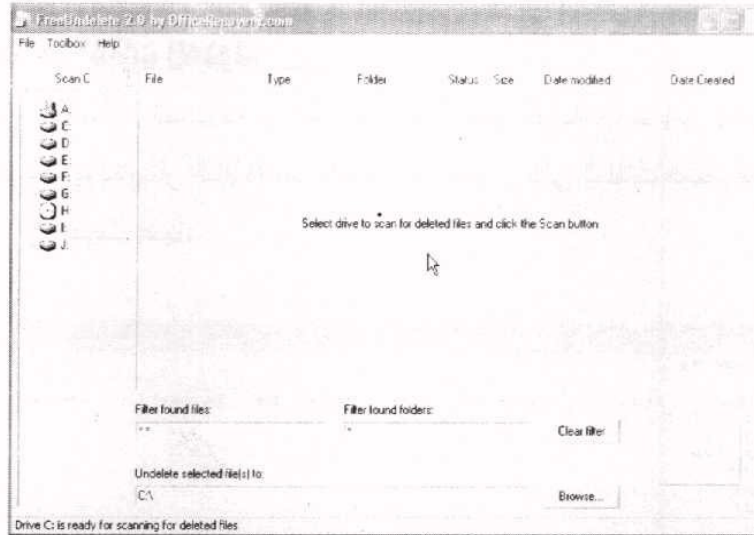 FreeUndelete 2.0 by OfficeRecovery.com
File Toolbox Help
Scan C File Type Folder Status Size Date modified Date Created
A:
C:
D:
E:
F:
G:
H:
I:
J:
Select drive to scan for deleted files and click the Scan button
Filter found files: Filter found folders:
*.* * Clear filter
Undelete selected file(s) to:
C:\ Browse...
Drive C: is ready for scanning for deleted files